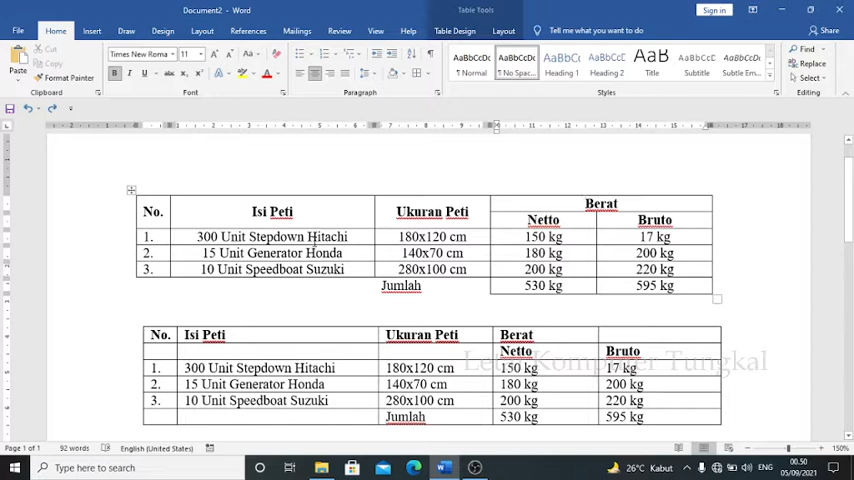 Document2 - Word
Table Tools
Sign in
File Home Insert Draw Design Layout References Mailings Review View Help Table Design Layout Tell me what you want to do Share
Cut
Copy
Format Painter
Paste
Clipboard
Times New Roma 11
Font
Paragraph
AaBbCcDc AaBbCcDc AaBbCc AaBbCcC AaB AaBbCcC AaBbCcDc
¶ Normal ¶ No Spac... Heading 1 Heading 2 Title Subtitle Subtle Em...
Styles
Find
Replace
Select
Editing
No. Isi Peti Ukuran Peti Berat
Netto Bruto
1. 300 Unit Stepdown Hitachi 180x120 cm 150 kg 17 kg
2. 15 Unit Generator Honda 140x70 cm 180 kg 200 kg
3. 10 Unit Speedboat Suzuki 280x100 cm 200 kg 220 kg
Jumlah 530 kg 595 kg
No. Isi Peti Ukuran Peti Berat
Netto Bruto
1. 300 Unit Stepdown Hitachi 180x120 cm 150 kg 17 kg
2. 15 Unit Generator Honda 140x70 cm 180 kg 200 kg
3. 10 Unit Speedboat Suzuki 280x100 cm 200 kg 220 kg
Jumlah 530 kg 595 kg
Tungkal
Page 1 of 1 92 words English (United States) 150%
Type here to search
26°C Kabut ENG 00.50
05/09/2021